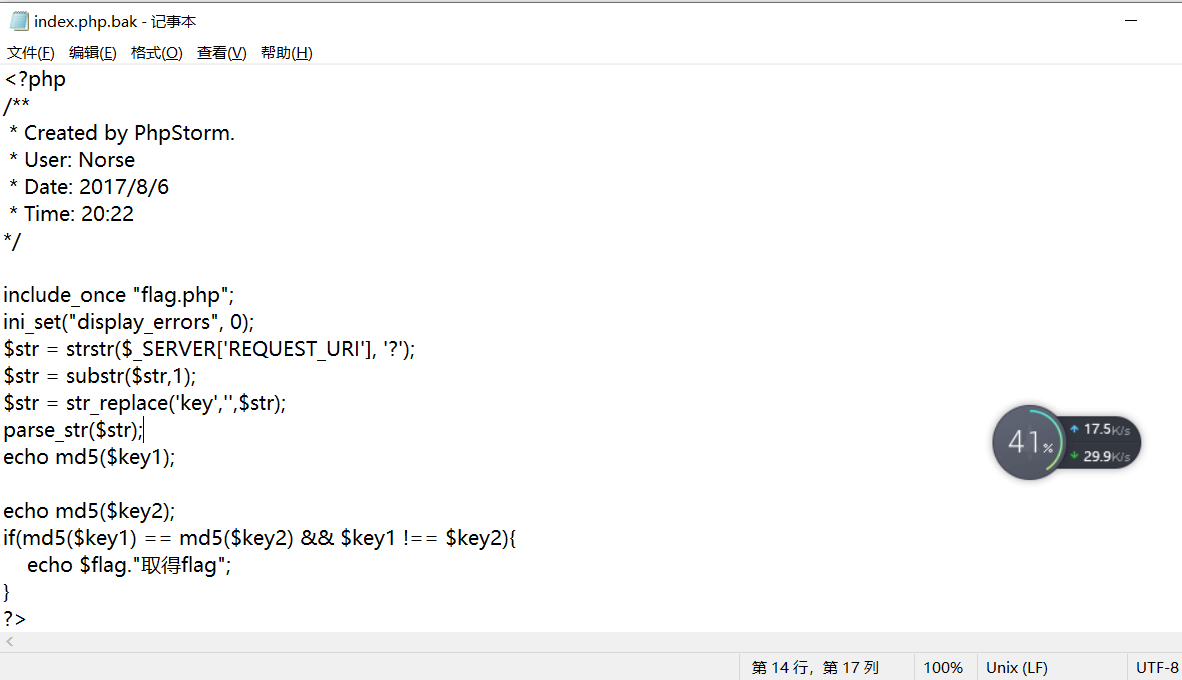 index.php.bak - 记事本
文件(F) 编辑(E) 格式(O) 查看(V) 帮助(H)
<?php
/**
 * Created by PhpStorm.
 * User: Norse
 * Date: 2017/8/6
 * Time: 20:22
*/

include_once "flag.php";
ini_set("display_errors", 0);
$str = strstr($_SERVER['REQUEST_URI'], '?');
$str = substr($str,1);
$str = str_replace('key','',$str);
parse_str($str);
echo md5($key1);

echo md5($key2);
if(md5($key1) == md5($key2) && $key1 !== $key2){
    echo $flag."取得flag";
}
?>
41%
17.5K/s
29.9K/s
第 14 行，第 17 列 100% Unix (LF) UTF-8